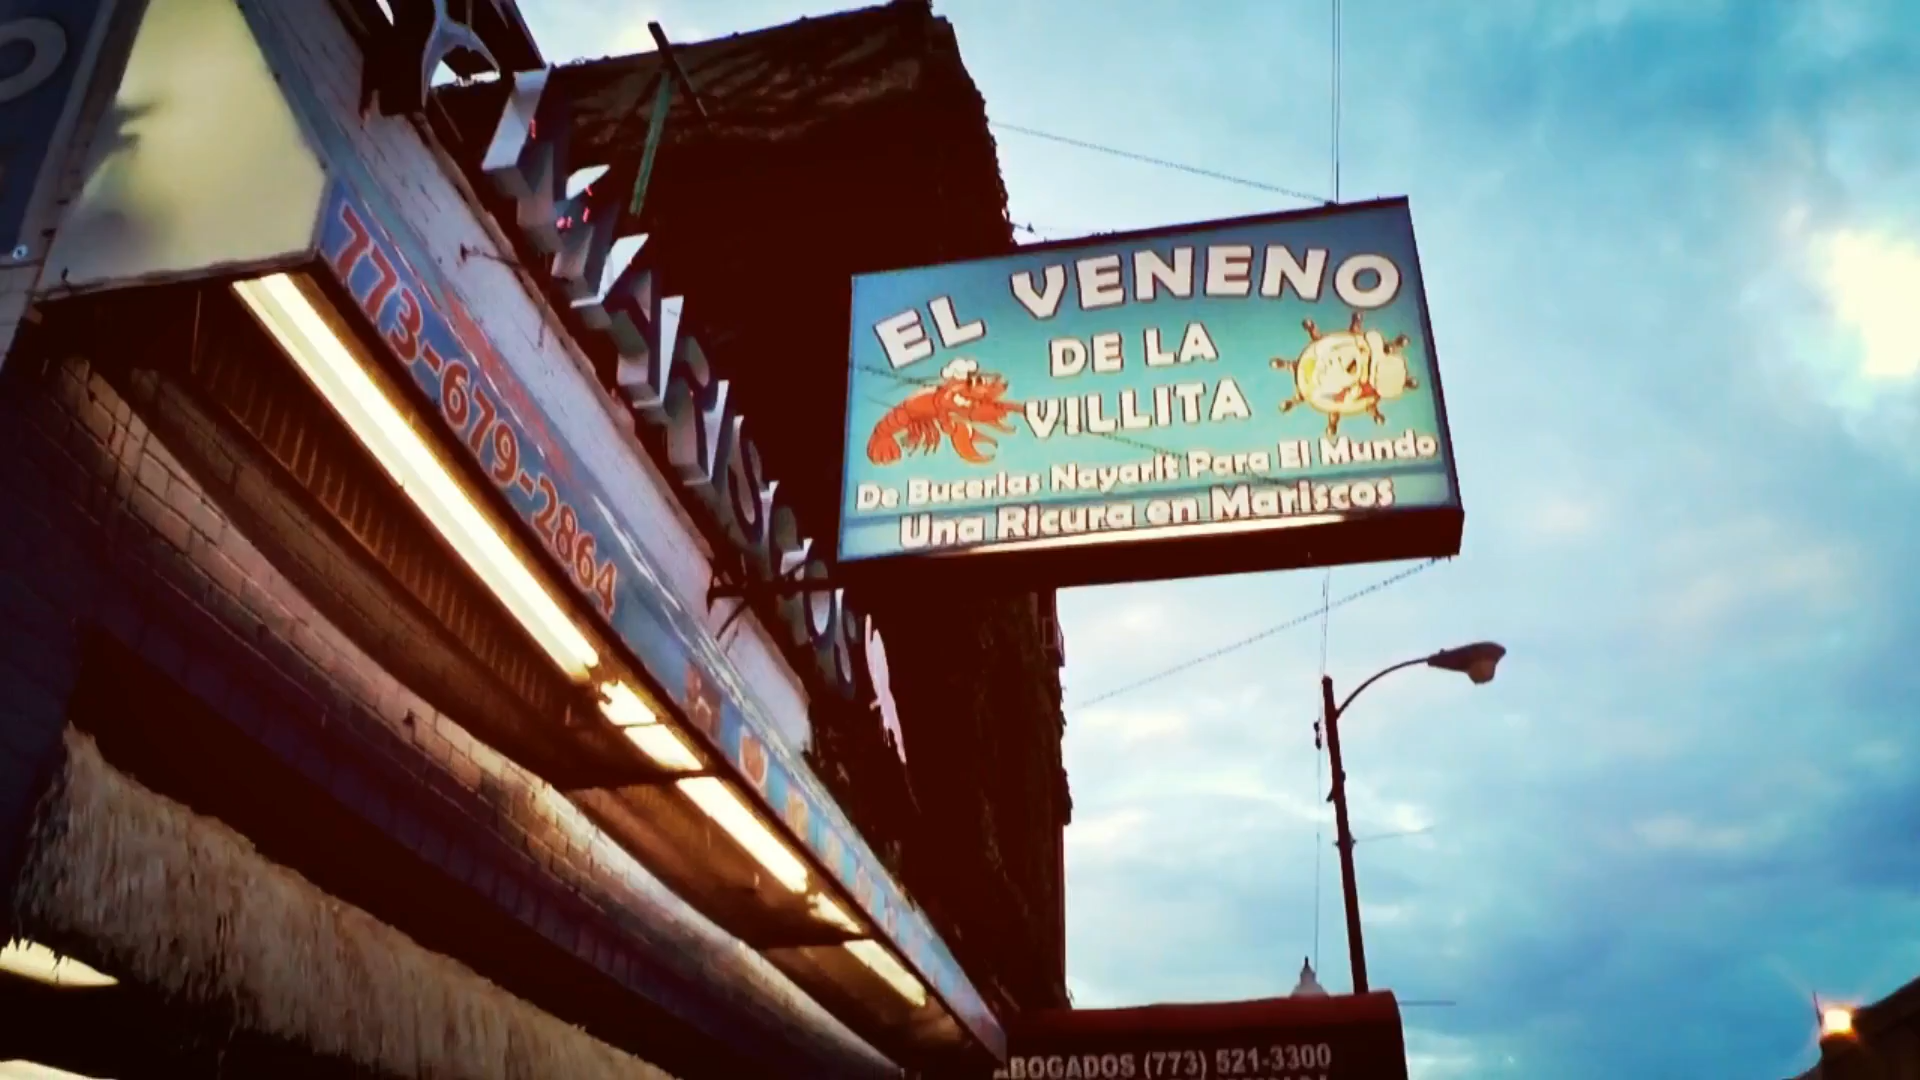 773-679-2864
Mariscos
EL VENENO
DE LA
VILLITA
De Bucerias Nayarit Para El Mundo
Una Ricura en Mariscos
ABOGADOS (773) 521-3300